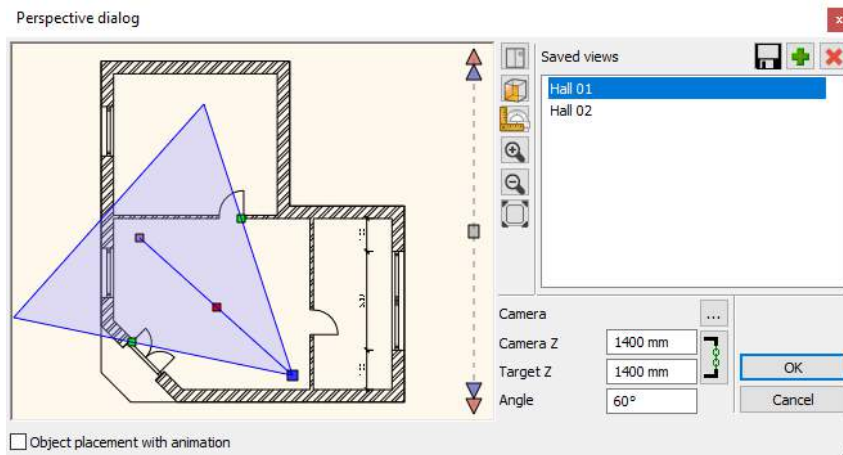 Perspective dialog
Saved views
Hall 01
Hall 02
Camera
...
Camera Z
1400 mm
Target Z
1400 mm
Angle
60°
OK
Cancel
Object placement with animation